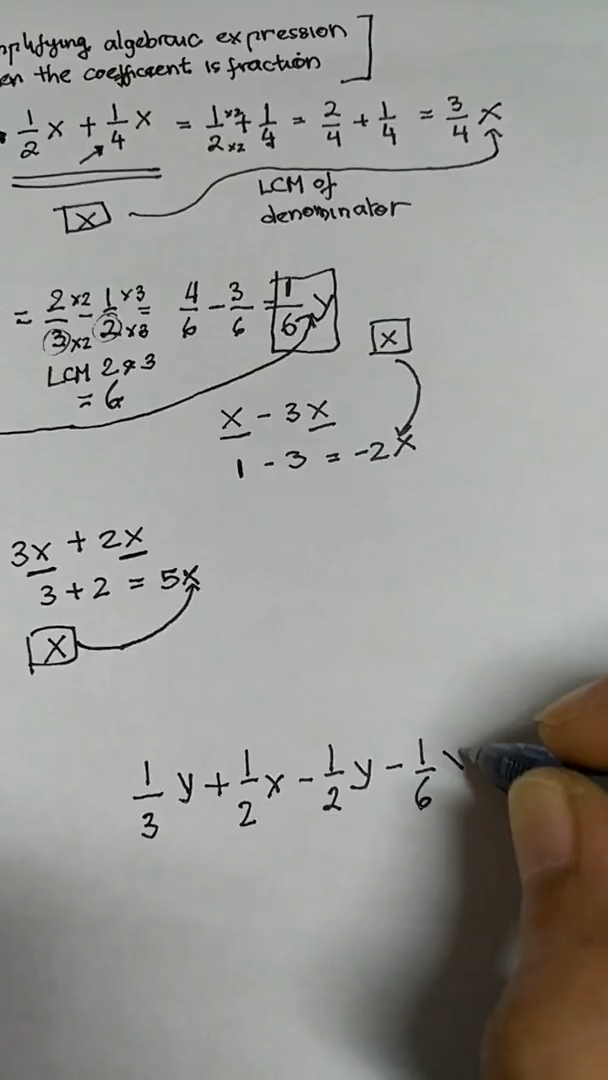 algebraic expression
the coefficient is fraction
1/2 x + 1/4 x = 1/2 ×2 ×2 + 1/4 = 2/4 + 1/4 = 3/4 x
x
LCM of
denominator
= 2/3 ×2 ×2 - 1/2 ×3 ×3 = 4/6 - 3/6 = 1/6 y
LCM 2 & 3
= 6
x
x - 3x
1 - 3 = -2x
3x + 2x
3 + 2 = 5x
x
1/3 y + 1/2 x - 1/2 y - 1/6